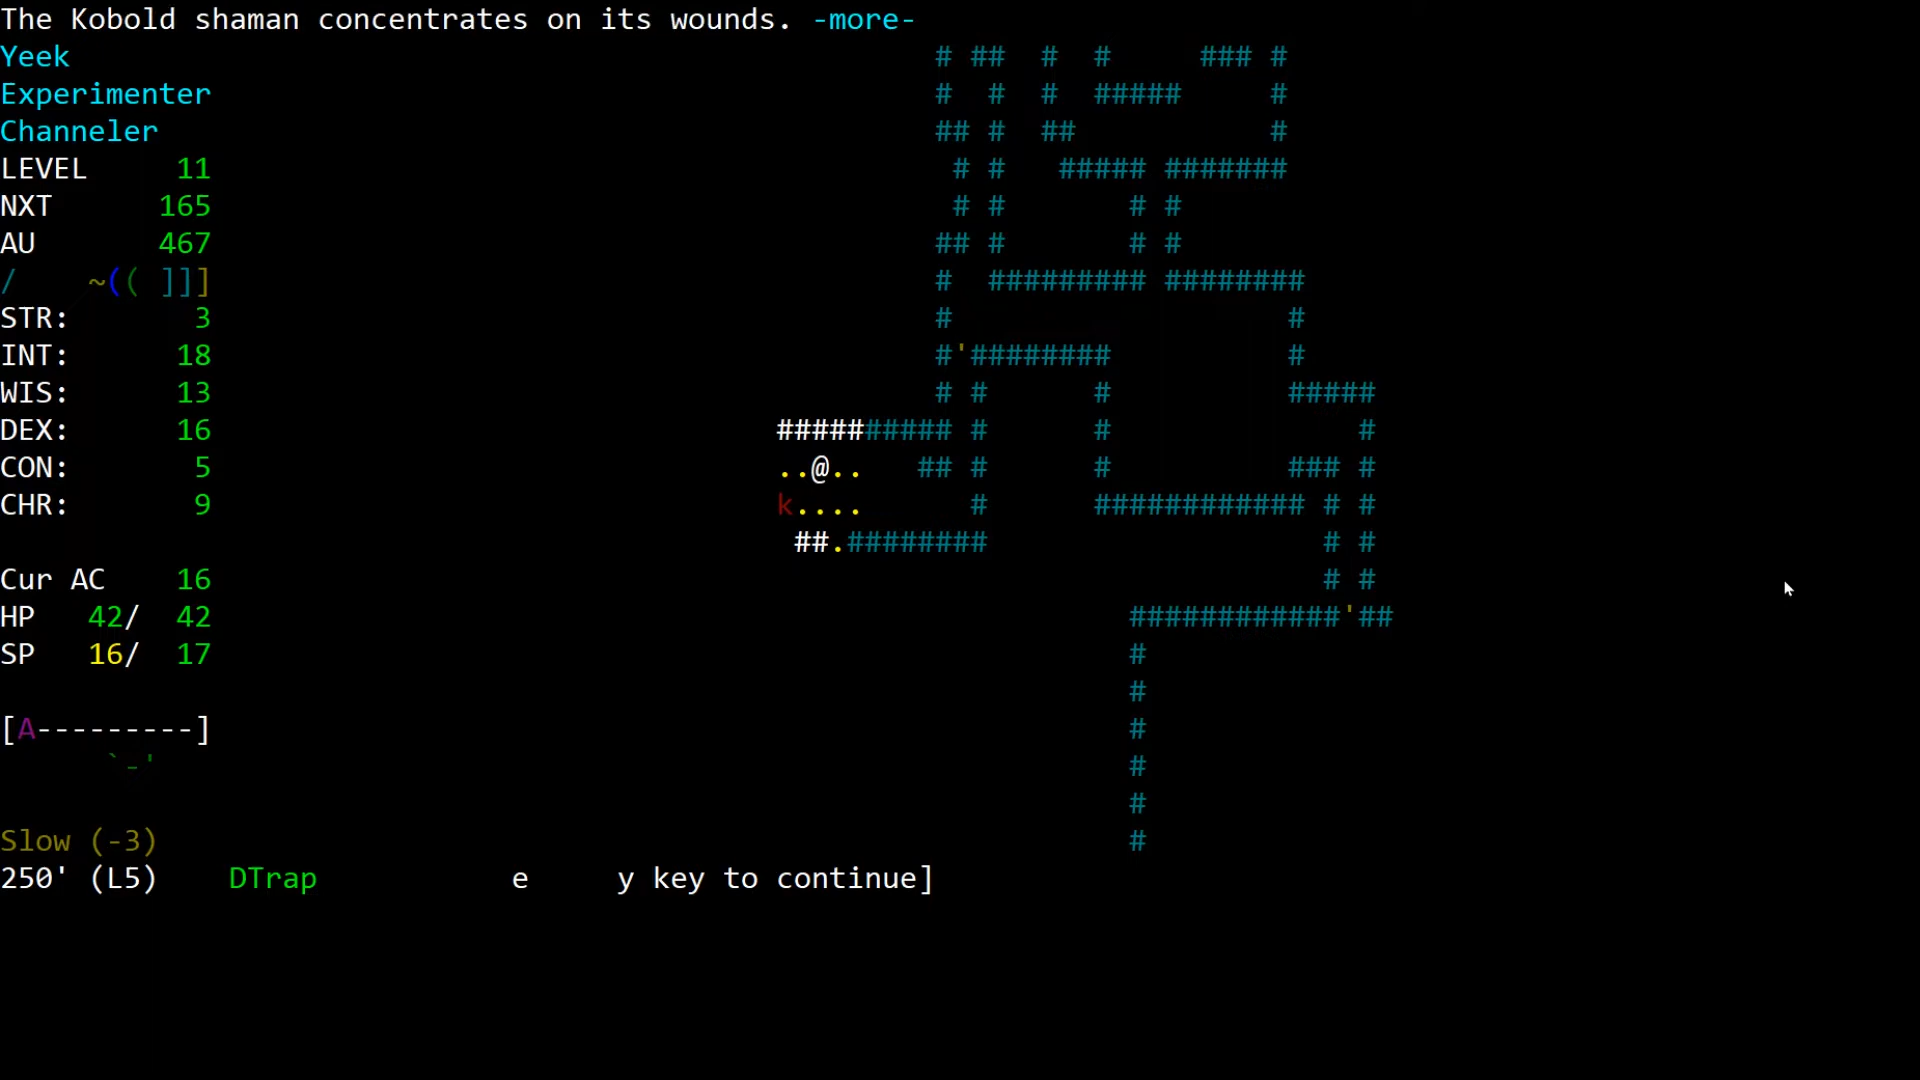 The Kobold shaman concentrates on its wounds. -more-
Yeek # ## # # ### #
Experimenter # # # ##### #
Channeler ## # ## #
LEVEL 11 # # ##### #######
NXT 165 # # # #
AU 467 ## # # #
/ ~(( ]]] # ######### ########
STR: 3 # #
INT: 18 #'######## #
WIS: 13 # # # #####
DEX: 16 ########## # # #
CON: 5 ..@.. ## # # ### #
CHR: 9 k.... # ############ # #
##.######## # #
Cur AC 16 # #
HP 42/ 42 ############'##
SP 16/ 17 #
#
[A---------] #
`-' #
#
Slow (-3) #
250' (L5) DTrap e y key to continue]